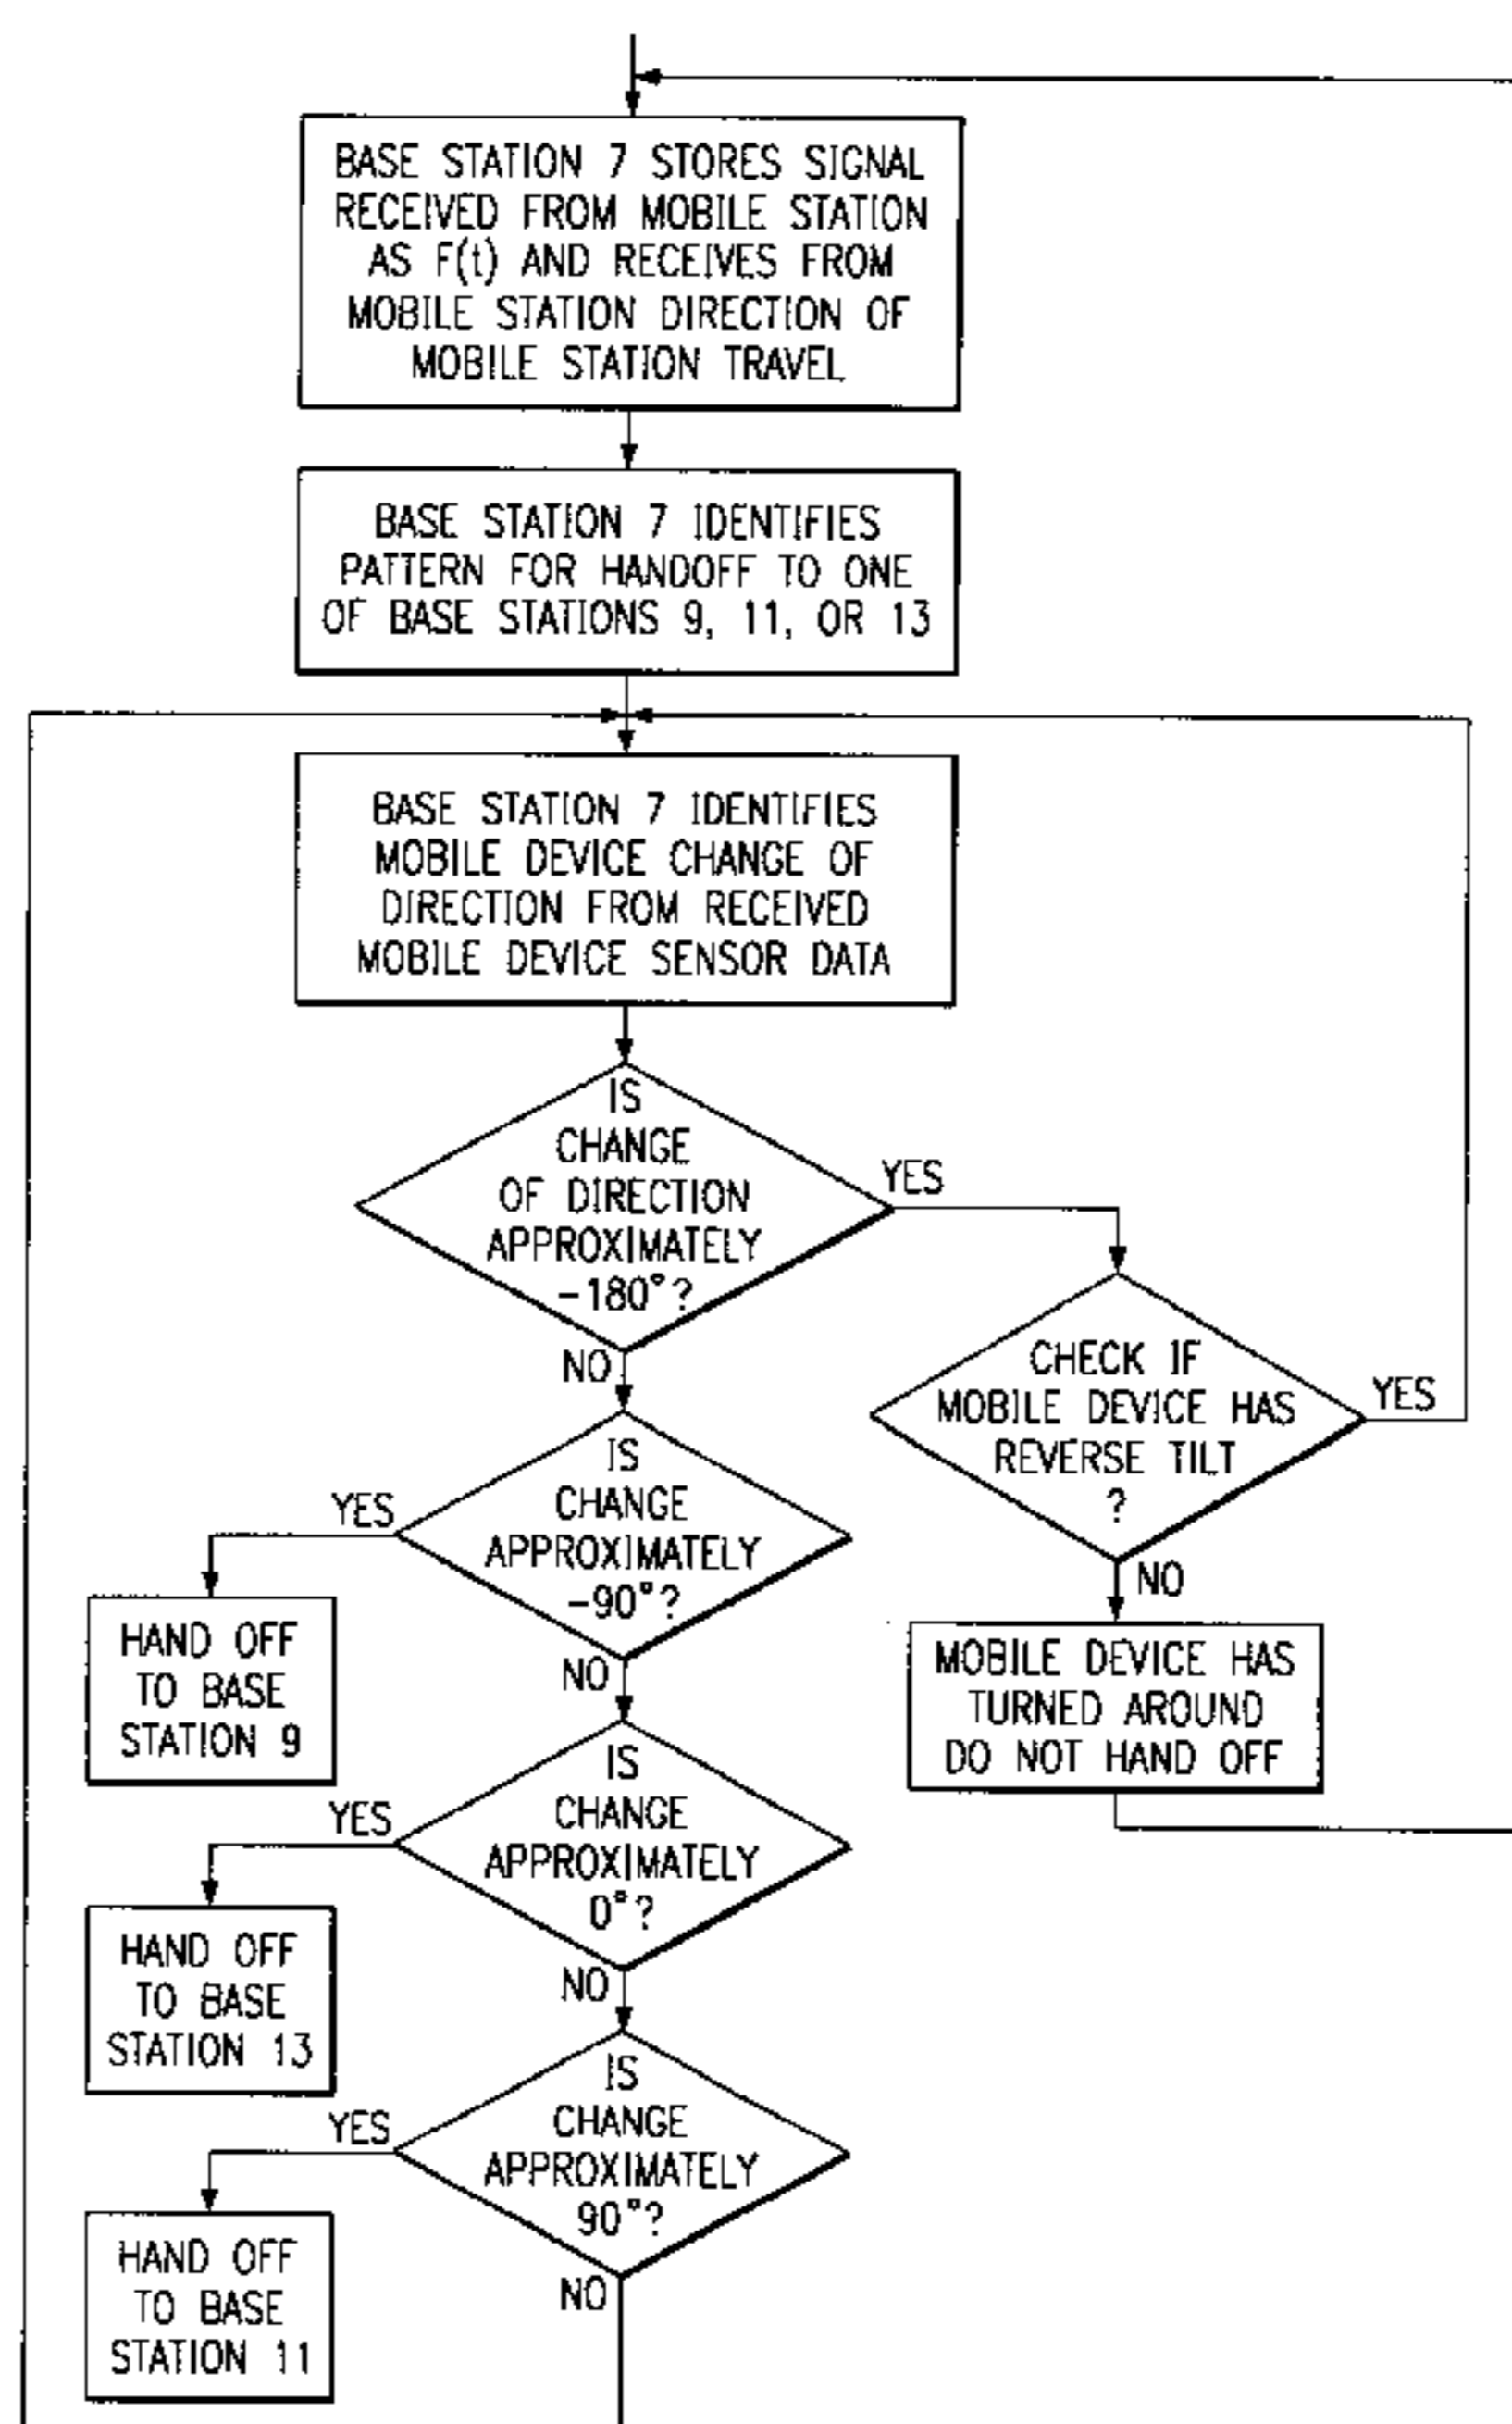 BASE STATION 7 STORES SIGNAL
RECEIVED FROM MOBILE STATION
AS F(t) AND RECEIVES FROM
MOBILE STATION DIRECTION OF
MOBILE STATION TRAVEL
BASE STATION 7 IDENTIFIES
PATTERN FOR HANDOFF TO ONE
OF BASE STATIONS 9, 11, OR 13
BASE STATION 7 IDENTIFIES
MOBILE DEVICE CHANGE OF
DIRECTION FROM RECEIVED
MOBILE DEVICE SENSOR DATA
IS
CHANGE
OF DIRECTION
APPROXIMATELY
-180°?
YES
NO
CHECK IF
MOBILE DEVICE HAS
REVERSE TILT
?
YES
NO
MOBILE DEVICE HAS
TURNED AROUND
DO NOT HAND OFF
IS
CHANGE
APPROXIMATELY
-90°?
YES
NO
HAND OFF
TO BASE
STATION 9
IS
CHANGE
APPROXIMATELY
0°?
YES
NO
HAND OFF
TO BASE
STATION 13
IS
CHANGE
APPROXIMATELY
90°?
YES
NO
HAND OFF
TO BASE
STATION 11